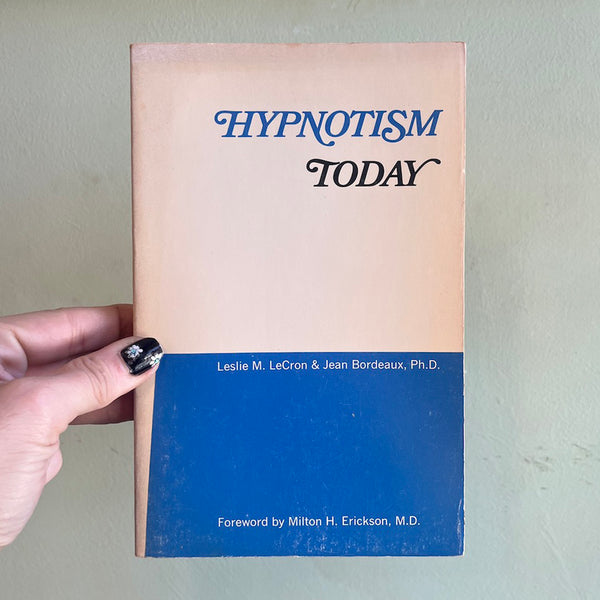 HYPNOTISM
TODAY
Leslie M. LeCron & Jean Bordeaux, Ph.D.
Foreword by Milton H. Erickson, M.D.